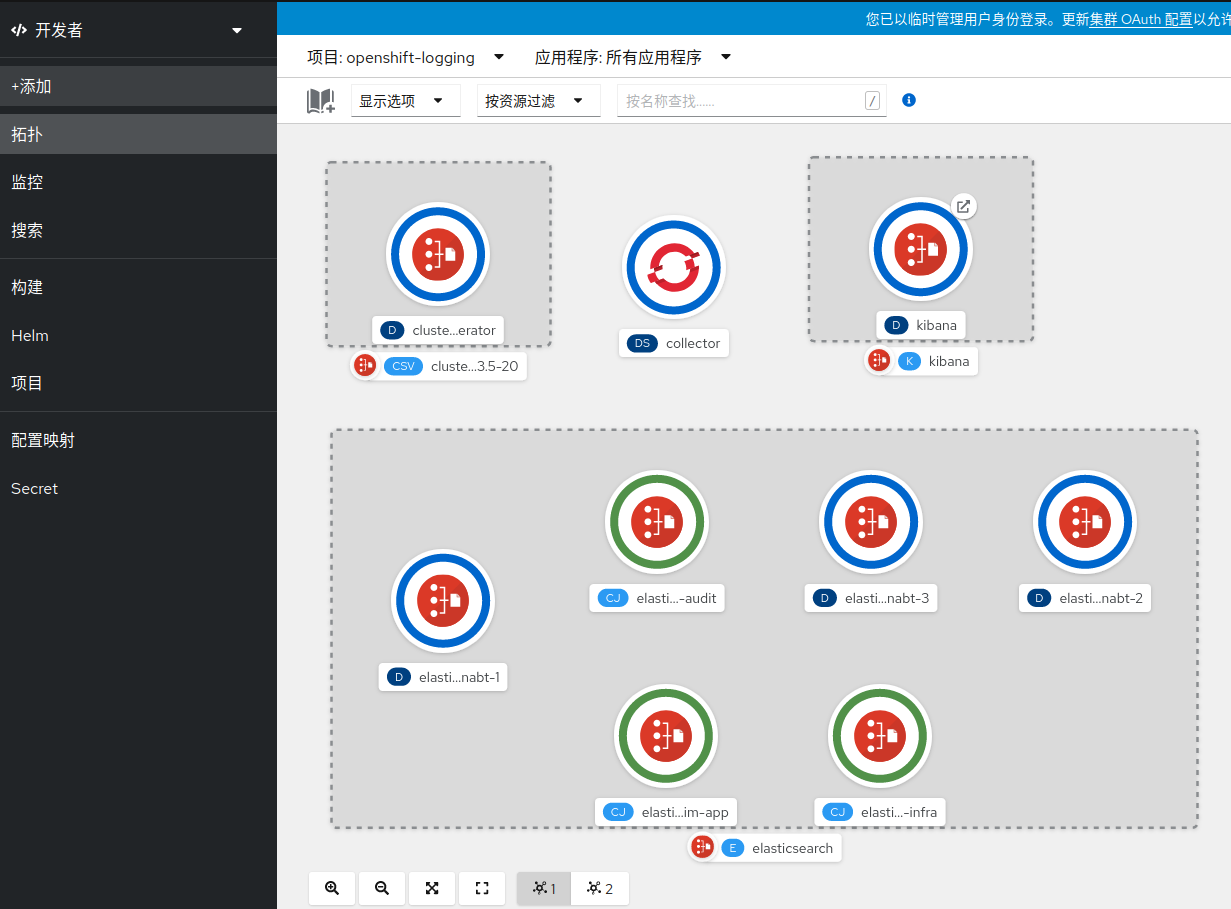 开发者
您已以临时管理用户身份登录。更新集群 OAuth 配置以允许
项目: openshift-logging
应用程序: 所有应用程序
+添加
显示选项
按资源过滤
按名称查找......
/
拓扑
监控
搜索
构建
Helm
项目
配置映射
Secret
D cluste...erator
CSV cluste...3.5-20
DS collector
D kibana
K kibana
CJ elasti...-audit
D elasti...nabt-3
D elasti...nabt-2
D elasti...nabt-1
CJ elasti...im-app
CJ elasti...-infra
E elasticsearch
1
2